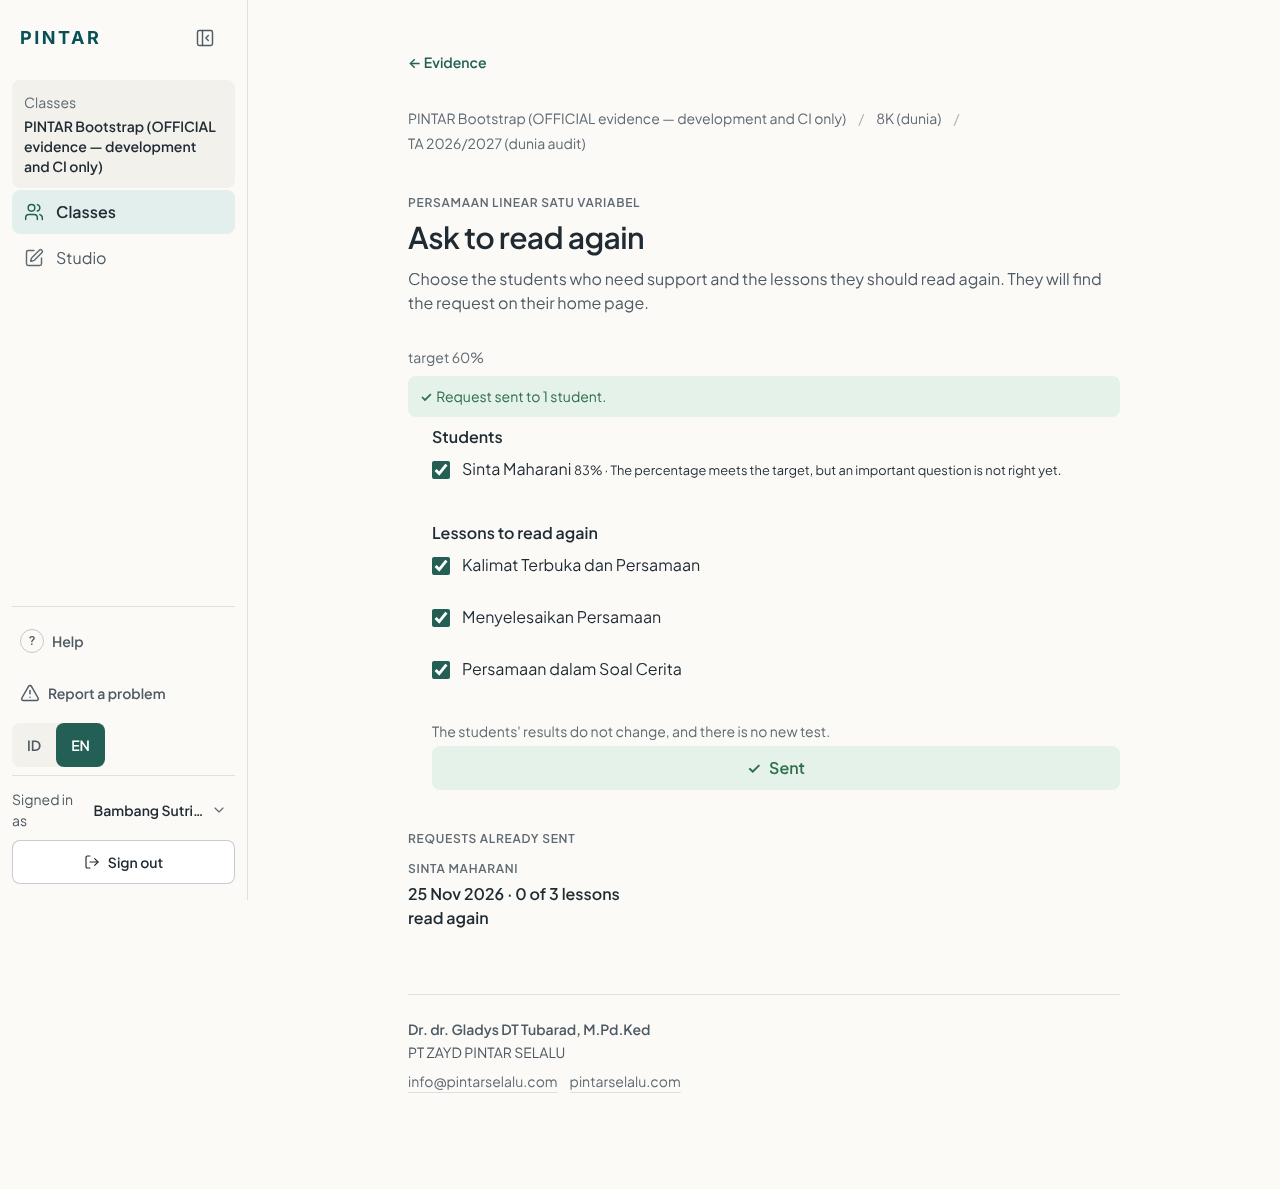 PINTAR
Classes
PINTAR Bootstrap (OFFICIAL
evidence — development
and CI only)
Classes
Studio
? Help
Report a problem
ID EN
Signed in
as
Bambang Sutri...
Sign out
← Evidence
PINTAR Bootstrap (OFFICIAL evidence — development and CI only) / 8K (dunia) /
TA 2026/2027 (dunia audit)
PERSAMAAN LINEAR SATU VARIABEL
Ask to read again
Choose the students who need support and the lessons they should read again. They will find
the request on their home page.
target 60%
✓ Request sent to 1 student.
Students
Sinta Maharani 83% · The percentage meets the target, but an important question is not right yet.
Lessons to read again
Kalimat Terbuka dan Persamaan
Menyelesaikan Persamaan
Persamaan dalam Soal Cerita
The students' results do not change, and there is no new test.
✓ Sent
REQUESTS ALREADY SENT
SINTA MAHARANI
25 Nov 2026 · 0 of 3 lessons
read again
Dr. dr. Gladys DT Tubarad, M.Pd.Ked
PT ZAYD PINTAR SELALU
info@pintarselalu.com pintarselalu.com